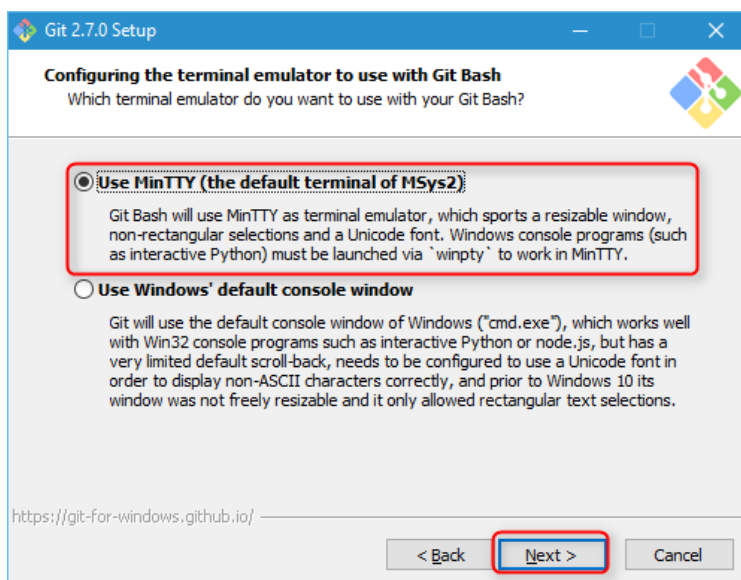 Git 2.7.0 Setup
Configuring the terminal emulator to use with Git Bash
Which terminal emulator do you want to use with your Git Bash?
Use MinTTY (the default terminal of MSys2)
Git Bash will use MinTTY as terminal emulator, which sports a resizable window,
non-rectangular selections and a Unicode font. Windows console programs (such
as interactive Python) must be launched via `winpty` to work in MinTTY.
Use Windows' default console window
Git will use the default console window of Windows ("cmd.exe"), which works well
with Win32 console programs such as interactive Python or node.js, but has a
very limited default scroll-back, needs to be configured to use a Unicode font in
order to display non-ASCII characters correctly, and prior to Windows 10 its
window was not freely resizable and it only allowed rectangular text selections.
https://git-for-windows.github.io/
< Back Next > Cancel